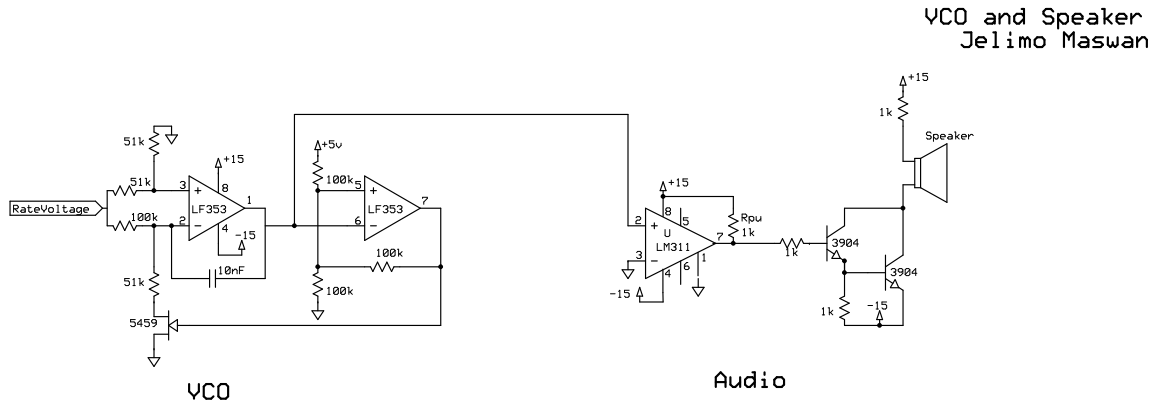 VCO and Speaker
Jelimo Maswan
+15
1k
Speaker
51k
+15
+5v
51k
3
8
1
100k
5
7
+15
RateVoltage
LF353
LF353
8
5
Rpu
1k
100k
2
4
-15
6
2
U
LM311
7
3904
10nF
100k
3
1
1k
51k
100k
4
6
3904
-15
1k
-15
5459
VCO
Audio
+
-
+
-
+
-